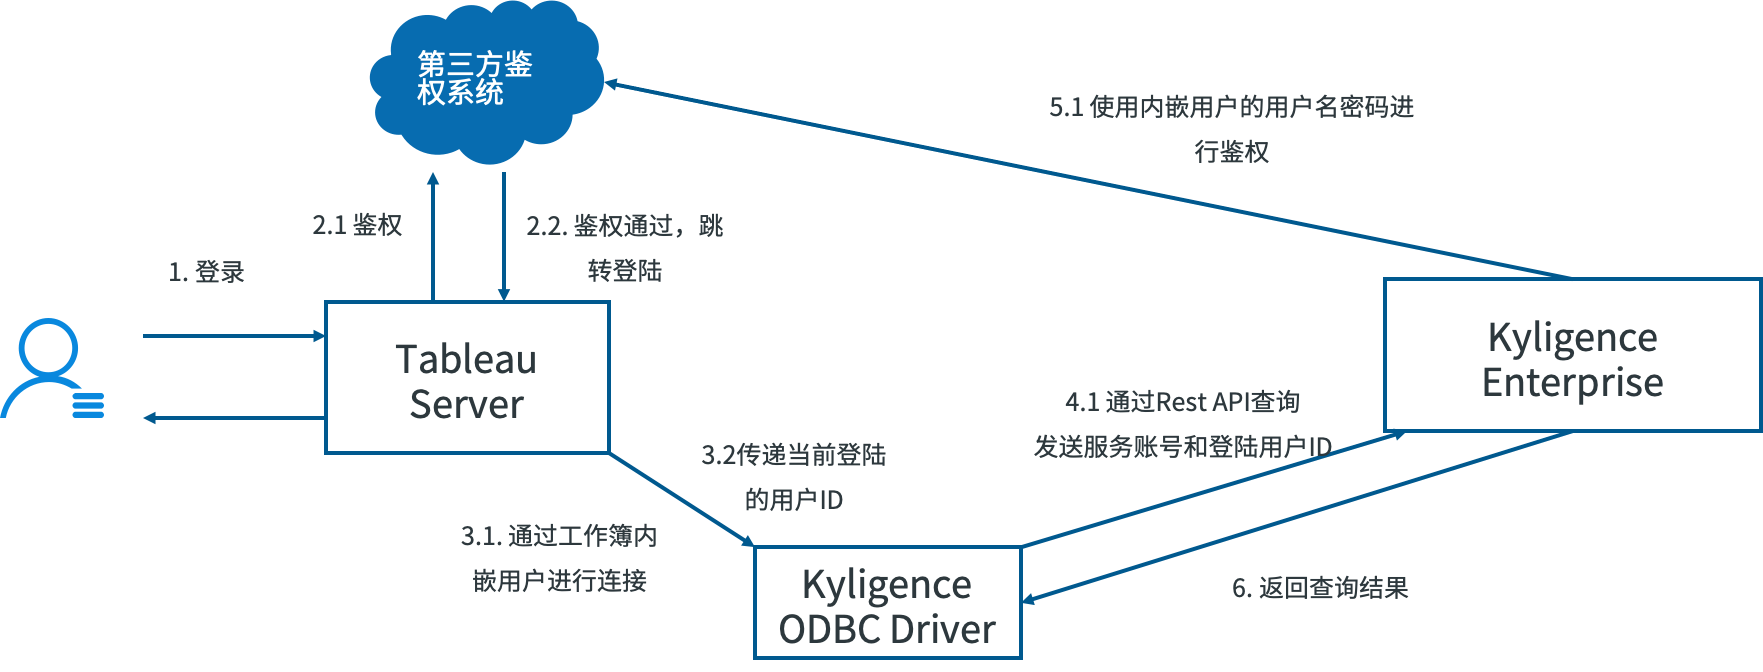 第三方鉴
权系统
5.1 使用内嵌用户的用户名密码进
行鉴权
2.1 鉴权
2.2. 鉴权通过，跳
转登陆
1. 登录
Tableau
Server
Kyligence
Enterprise
4.1 通过Rest API查询
发送服务账号和登陆用户ID
3.2传递当前登陆
的用户ID
3.1. 通过工作簿内
嵌用户进行连接
Kyligence
ODBC Driver
6. 返回查询结果